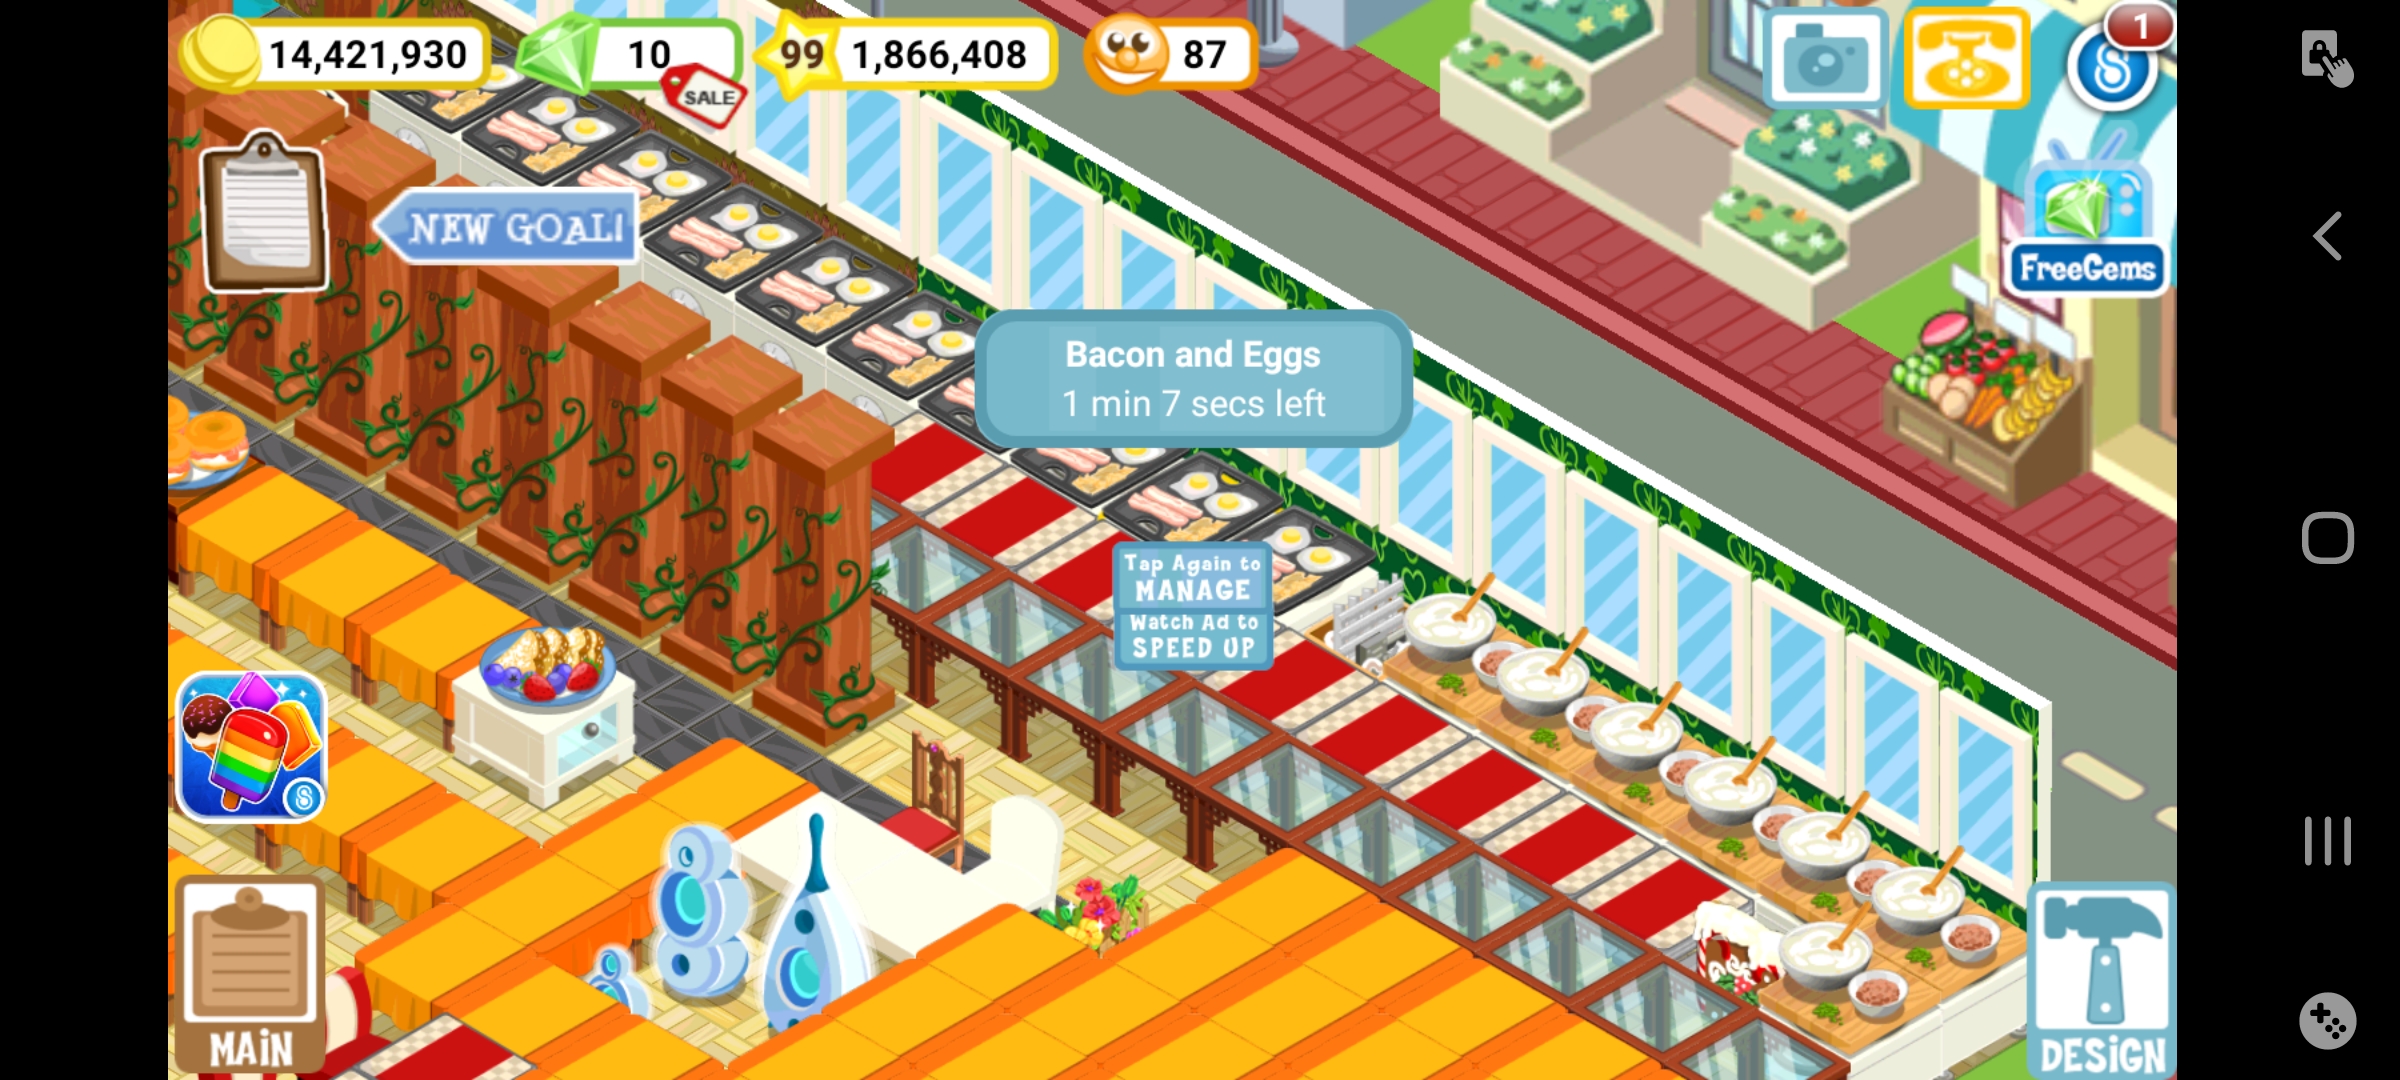 14,421,930
10
SALE
99
1,866,408
87
1
NEW GOAL!
FreeGems
Bacon and Eggs
1 min 7 secs left
Tap Again to
MANAGE
Watch Ad to
SPEED UP
MAiN
DESiGN